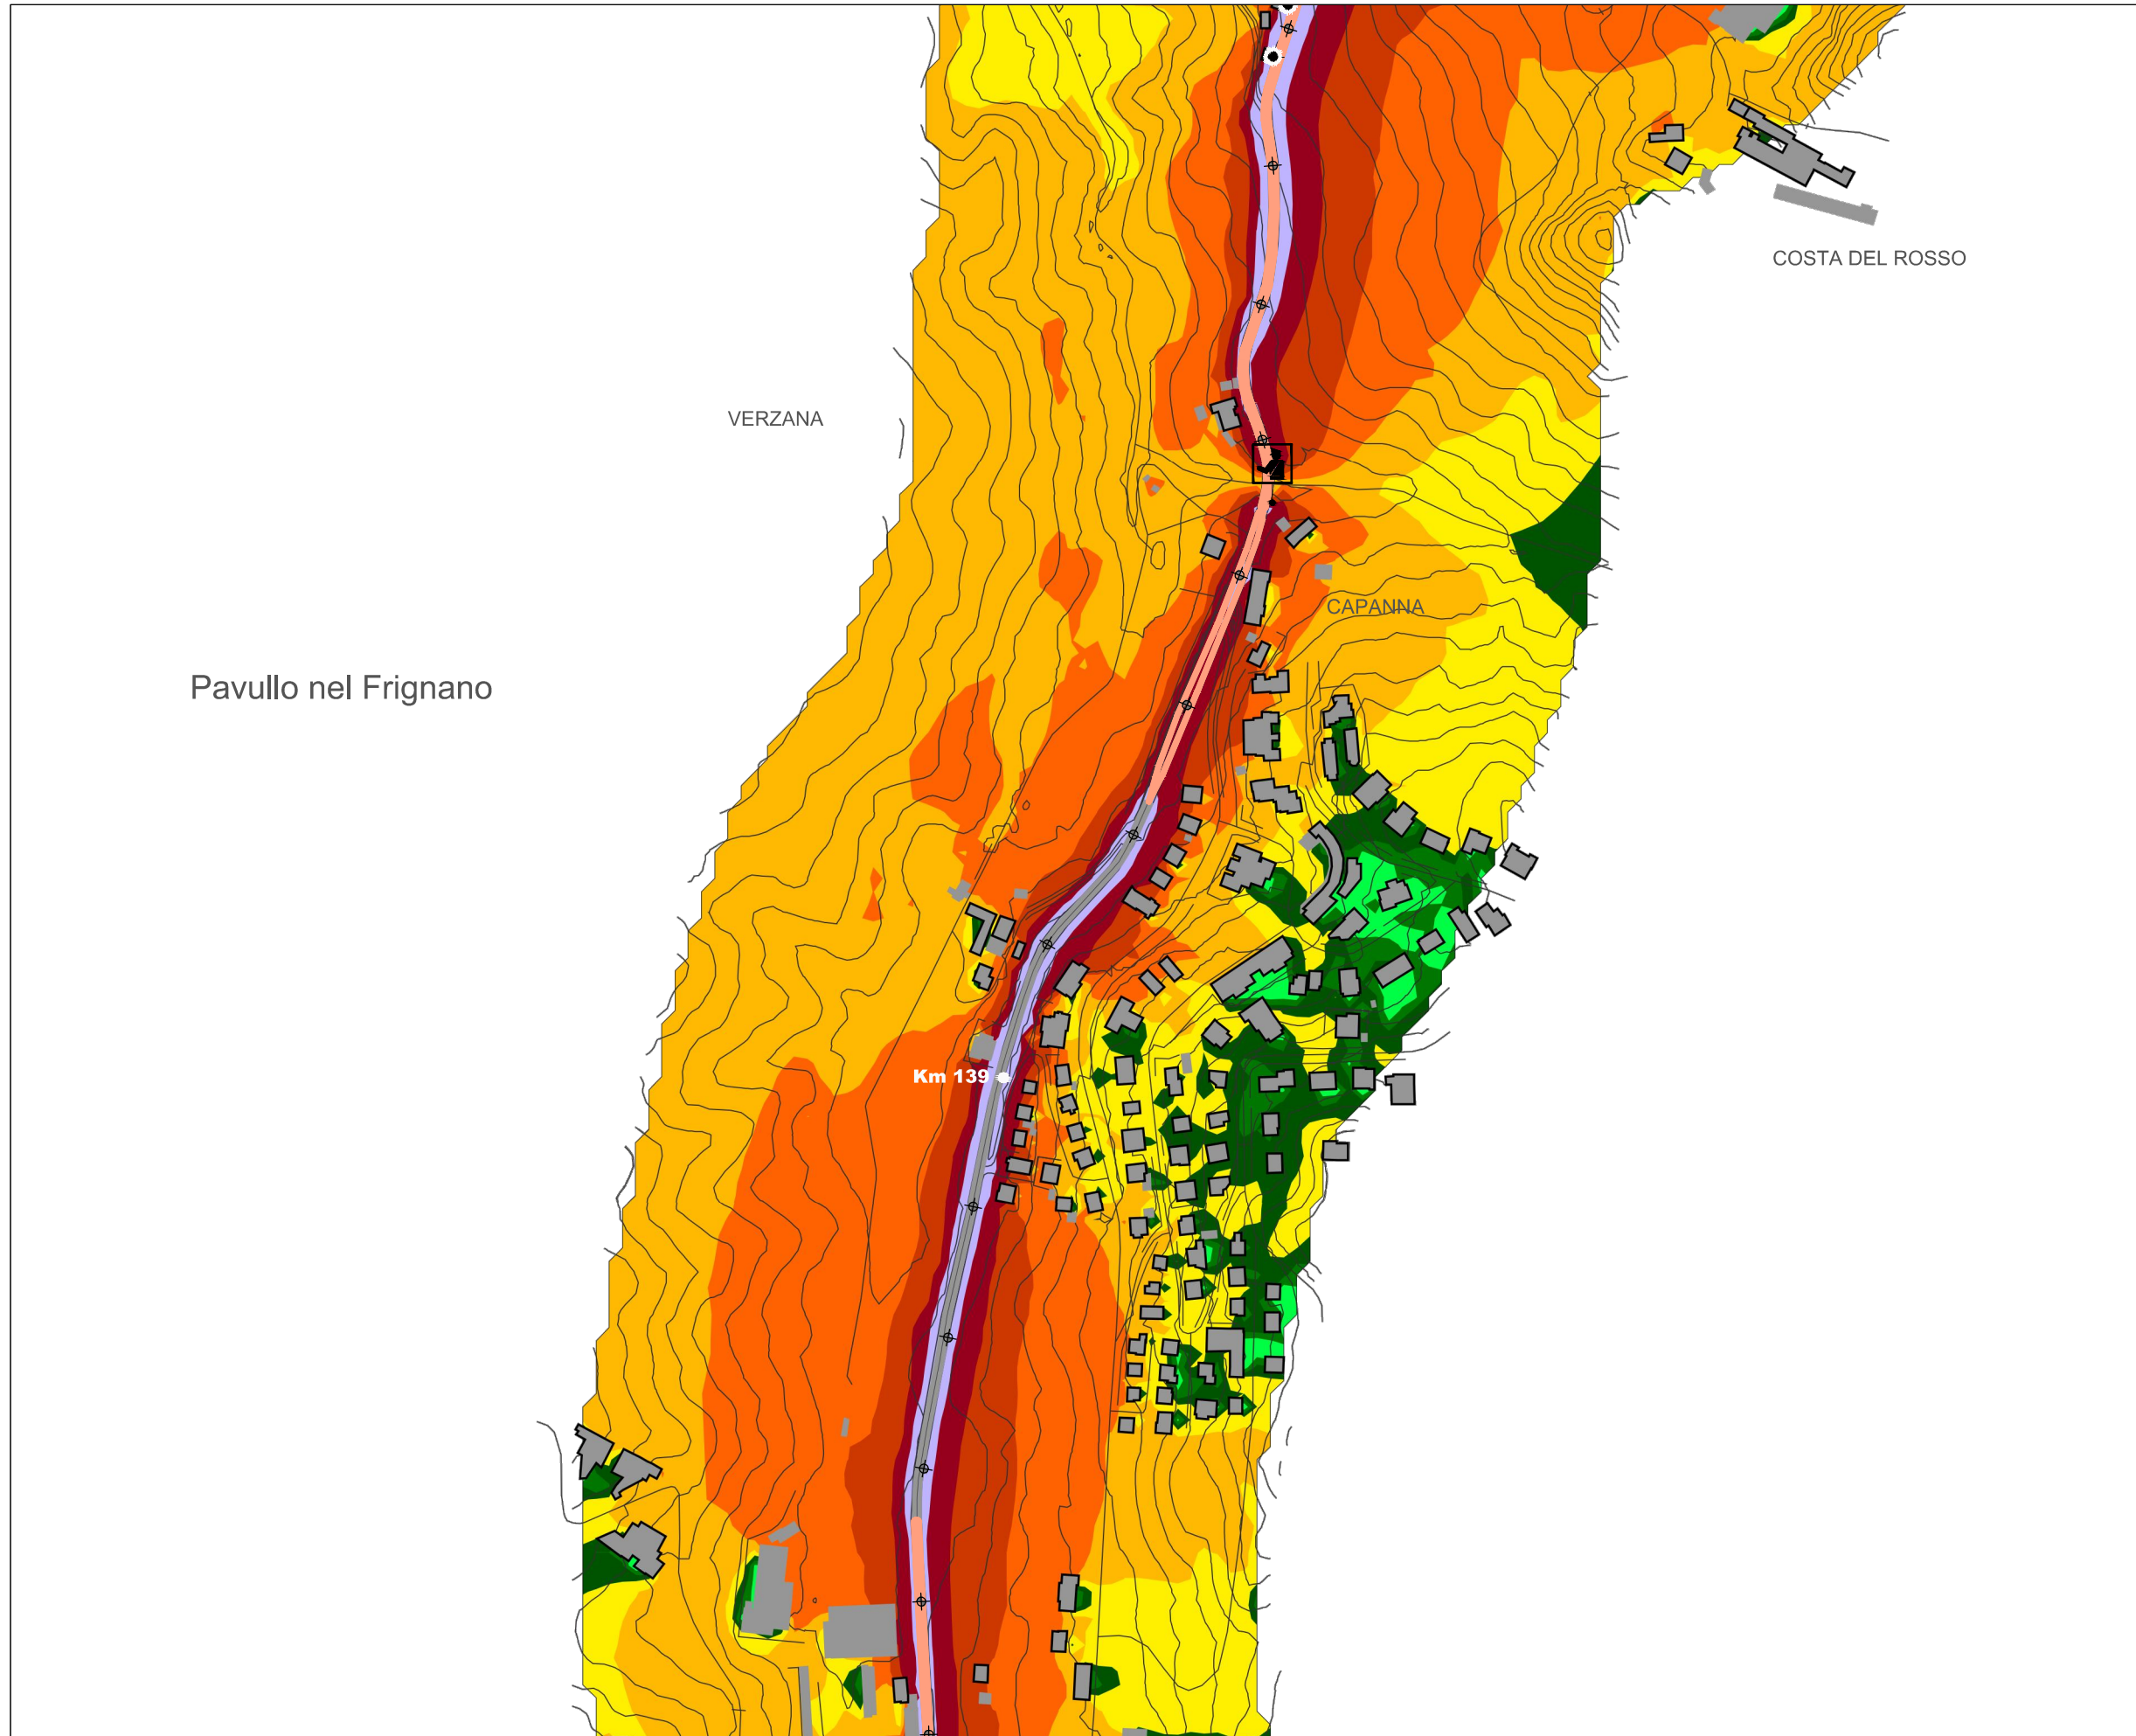 COSTA DEL ROSSO
VERZANA
CAPANNA
Pavullo nel Frignano
Km 139